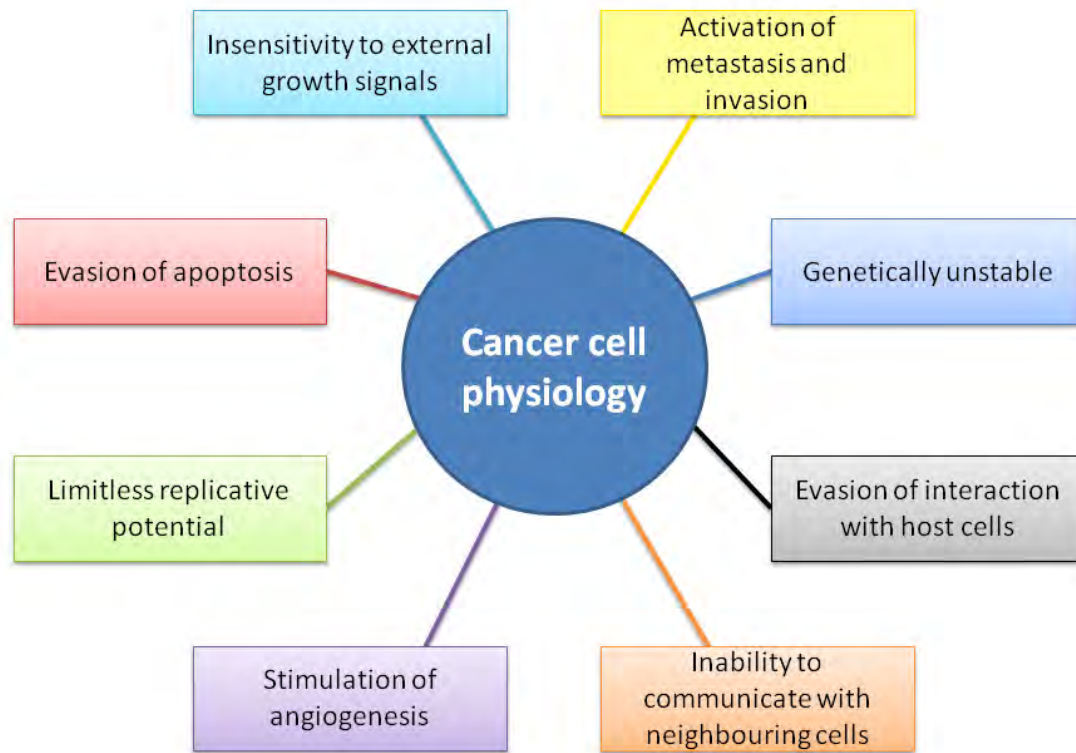 Insensitivity to external
growth signals
Activation of
metastasis and
invasion
Evasion of apoptosis
Genetically unstable
Cancer cell
physiology
Limitless replicative
potential
Evasion of interaction
with host cells
Stimulation of
angiogenesis
Inability to
communicate with
neighbouring cells